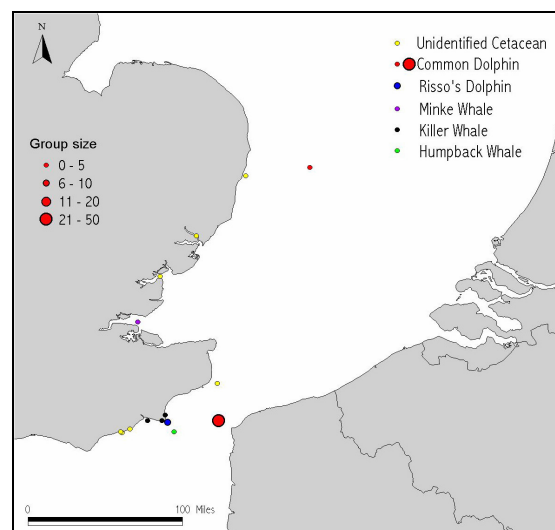 N
Unidentified Cetacean
Common Dolphin
Risso's Dolphin
Minke Whale
Killer Whale
Humpback Whale
Group size
0 - 5
6 - 10
11 - 20
21 - 50
0 100 Miles